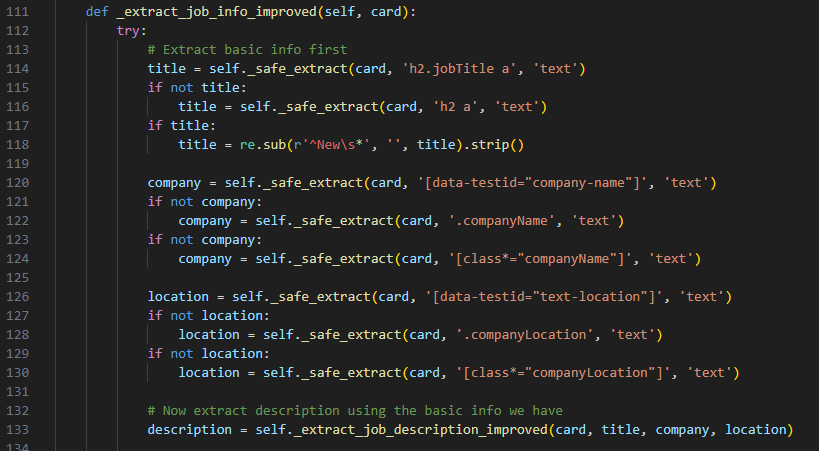 111 def _extract_job_info_improved(self, card):
112 try:
113 # Extract basic info first
114 title = self._safe_extract(card, 'h2.jobTitle a', 'text')
115 if not title:
116 title = self._safe_extract(card, 'h2 a', 'text')
117 if title:
118 title = re.sub(r'^New\s*', '', title).strip()
119
120 company = self._safe_extract(card, '[data-testid="company-name"]', 'text')
121 if not company:
122 company = self._safe_extract(card, '.companyName', 'text')
123 if not company:
124 company = self._safe_extract(card, '[class*="companyName"]', 'text')
125
126 location = self._safe_extract(card, '[data-testid="text-location"]', 'text')
127 if not location:
128 location = self._safe_extract(card, '.companyLocation', 'text')
129 if not location:
130 location = self._safe_extract(card, '[class*="companyLocation"]', 'text')
131
132 # Now extract description using the basic info we have
133 description = self._extract_job_description_improved(card, title, company, location)
134